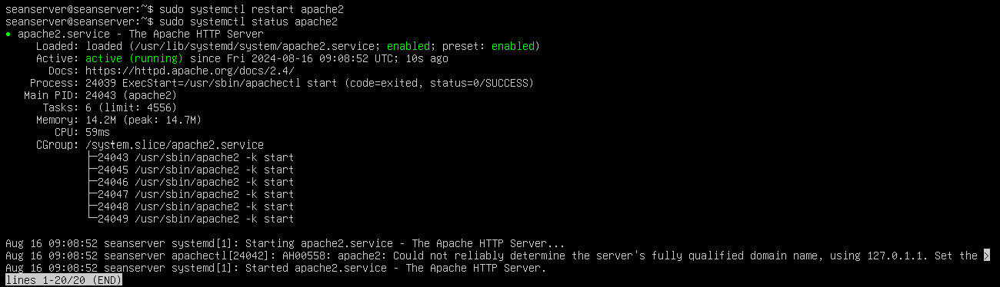 seanserver@seanserver:~$ sudo systemctl restart apache2
seanserver@seanserver:~$ sudo systemctl status apache2
● apache2.service - The Apache HTTP Server
     Loaded: loaded (/usr/lib/systemd/system/apache2.service; enabled; preset: enabled)
     Active: active (running) since Fri 2024-08-16 09:08:52 UTC; 10s ago
       Docs: https://httpd.apache.org/docs/2.4/
    Process: 24039 ExecStart=/usr/sbin/apachectl start (code=exited, status=0/SUCCESS)
   Main PID: 24043 (apache2)
      Tasks: 6 (limit: 4556)
     Memory: 14.2M (peak: 14.7M)
        CPU: 59ms
     CGroup: /system.slice/apache2.service
             ├─24043 /usr/sbin/apache2 -k start
             ├─24045 /usr/sbin/apache2 -k start
             ├─24046 /usr/sbin/apache2 -k start
             ├─24047 /usr/sbin/apache2 -k start
             ├─24048 /usr/sbin/apache2 -k start
             └─24049 /usr/sbin/apache2 -k start

Aug 16 09:08:52 seanserver systemd[1]: Starting apache2.service - The Apache HTTP Server...
Aug 16 09:08:52 seanserver apachectl[24042]: AH00558: apache2: Could not reliably determine the server's fully qualified domain name, using 127.0.1.1. Set the >
Aug 16 09:08:52 seanserver systemd[1]: Started apache2.service - The Apache HTTP Server.
lines 1-20/20 (END)